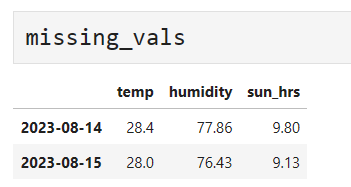 missing_vals
temp humidity sun_hrs
2023-08-14 28.4 77.86 9.80
2023-08-15 28.0 76.43 9.13